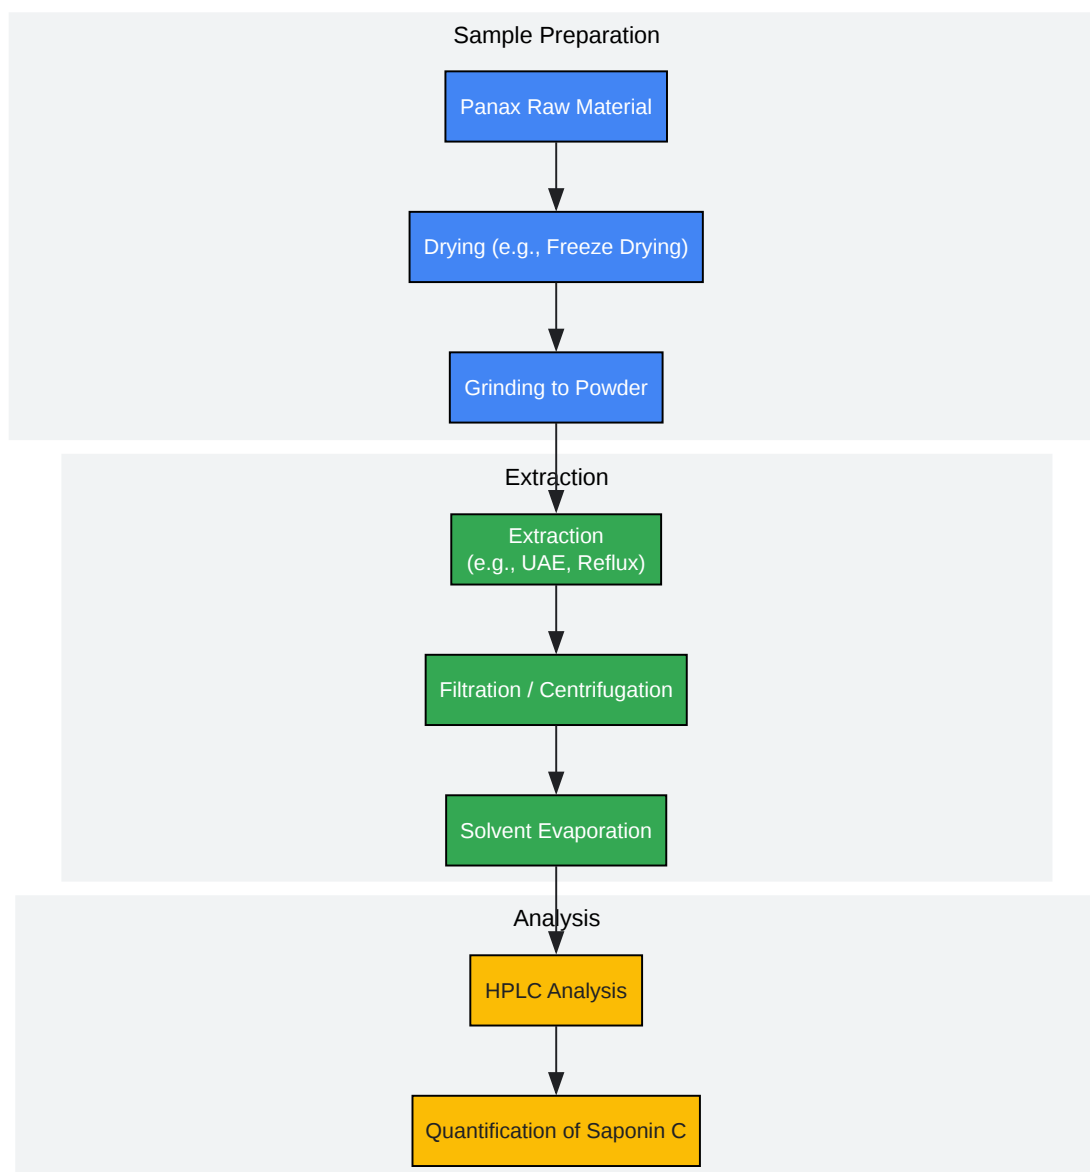 Sample Preparation
Panax Raw Material
Drying (e.g., Freeze Drying)
Grinding to Powder
Extraction
Extraction
(e.g., UAE, Reflux)
Filtration / Centrifugation
Solvent Evaporation
Analysis
HPLC Analysis
Quantification of Saponin C